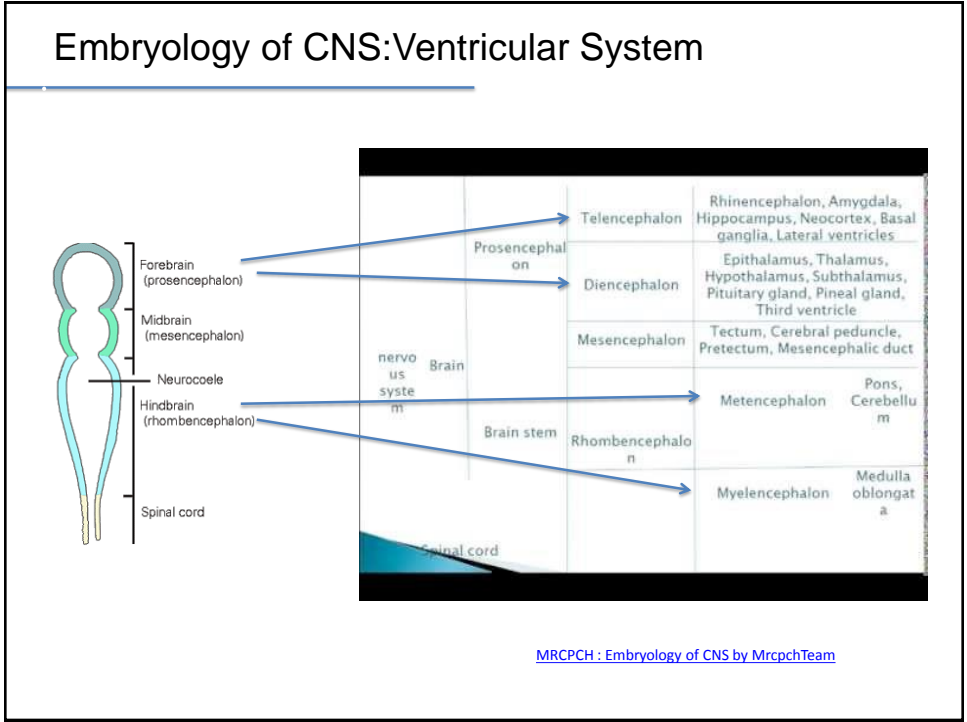 Embryology of CNS:Ventricular System
Forebrain
(prosencephalon)
Midbrain
(mesencephalon)
Neurocoele
Hindbrain
(rhombencephalon)
Spinal cord
nervo
us
syste
m
Brain
Prosencephal
on
Brain stem
Spinal cord
Telencephalon
Rhinencephalon, Amygdala,
Hippocampus, Neocortex, Basal
ganglia, Lateral ventricles
Diencephalon
Epithalamus, Thalamus,
Hypothalamus, Subthalamus,
Pituitary gland, Pineal gland,
Third ventricle
Mesencephalon
Tectum, Cerebral peduncle,
Pretectum, Mesencephalic duct
Rhombencephalo
n
Metencephalon
Pons,
Cerebellu
m
Myelencephalon
Medulla
oblongat
a
MRCPCH : Embryology of CNS by MrcpchTeam